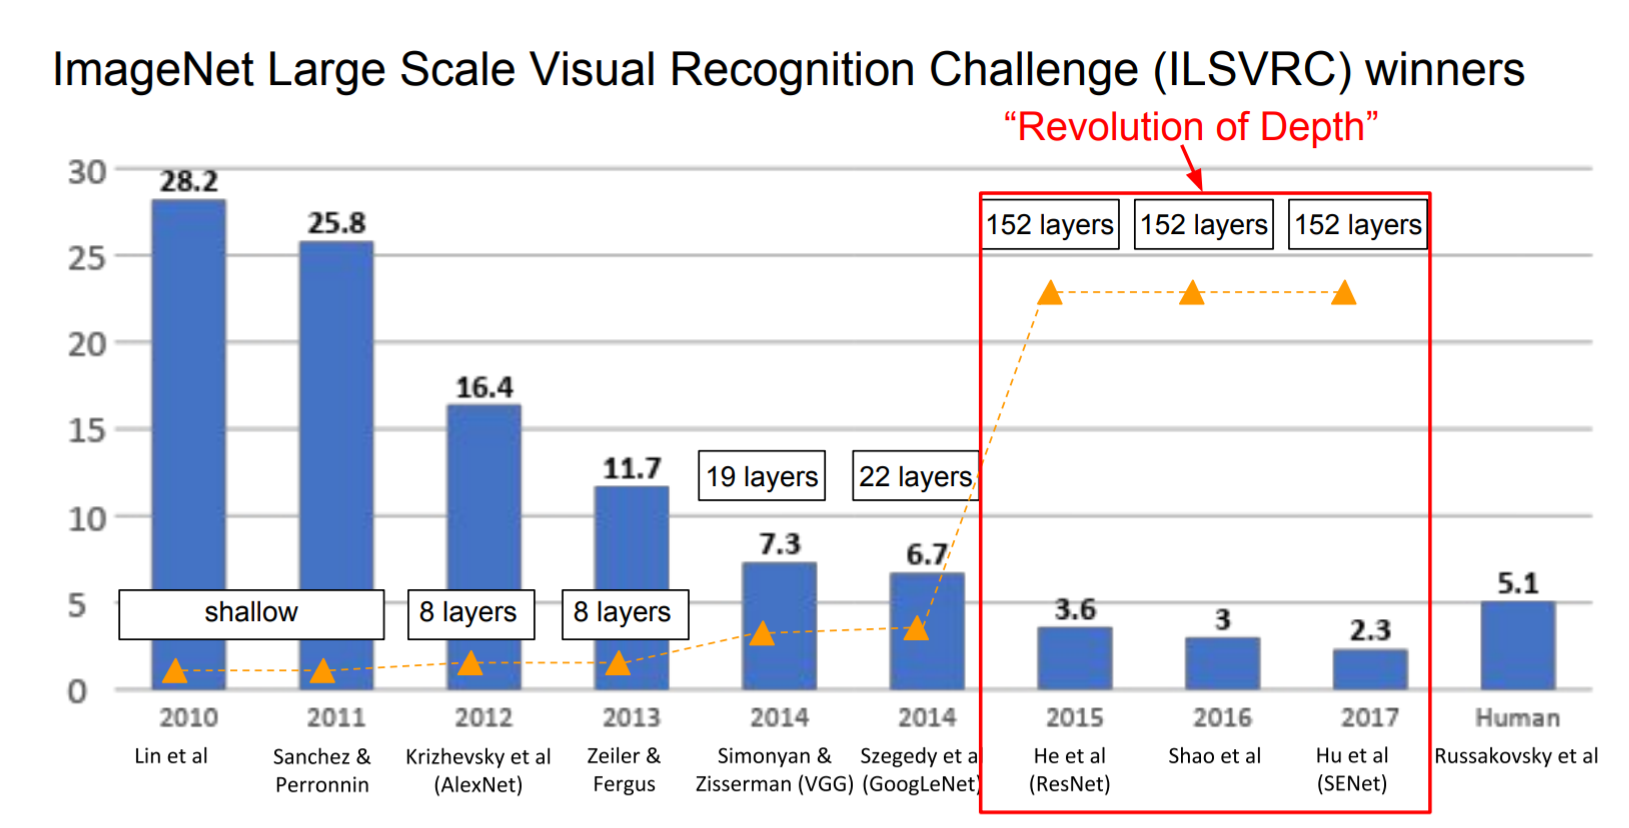 ImageNet Large Scale Visual Recognition Challenge (ILSVRC) winners
“Revolution of Depth”
30
25
20
15
10
5
0
28.2
25.8
16.4
11.7
7.3
6.7
3.6
3
2.3
5.1
shallow
8 layers
8 layers
19 layers
22 layers
152 layers
152 layers
152 layers
2010
2011
2012
2013
2014
2014
2015
2016
2017
Human
Lin et al
Sanchez &
Perronnin
Krizhevsky et al
(AlexNet)
Zeiler &
Fergus
Simonyan &
Zisserman (VGG)
Szegedy et a
(GoogLeNet)
He et al
(ResNet)
Shao et al
Hu et al
(SENet)
Russakovsky et al